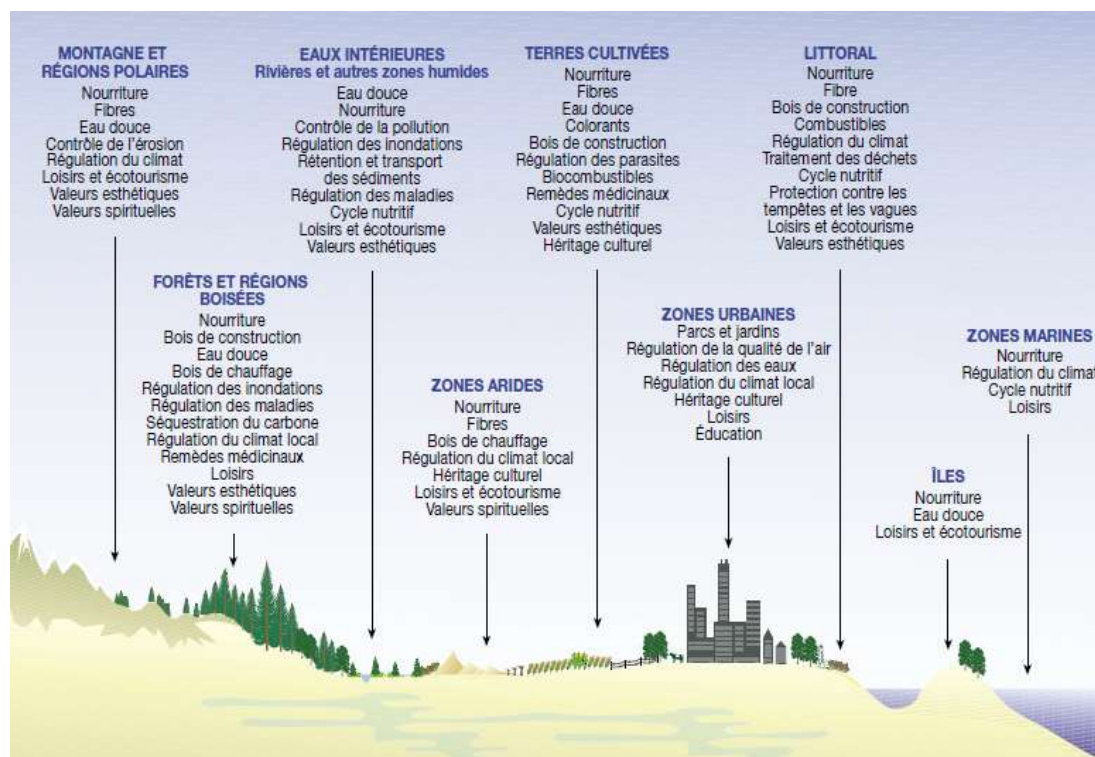 MONTAGNE ET
RÉGIONS POLAIRES
Nourriture
Fibres
Eau douce
Contrôle de l'érosion
Régulation du climat
Loisirs et écotourisme
Valeurs esthétiques
Valeurs spirituelles
EAUX INTÉRIEURES
Rivières et autres zones humides
Eau douce
Nourriture
Contrôle de la pollution
Régulation des inondations
Rétention et transport
des sédiments
Régulation des maladies
Cycle nutritif
Loisirs et écotourisme
Valeurs esthétiques
TERRES CULTIVÉES
Nourriture
Fibres
Eau douce
Colorants
Bois de construction
Régulation des parasites
Biocombustibles
Remèdes médicinaux
Cycle nutritif
Valeurs esthétiques
Héritage culturel
LITTORAL
Nourriture
Fibre
Bois de construction
Combustibles
Régulation du climat
Traitement des déchets
Cycle nutritif
Protection contre les
tempêtes et les vagues
Loisirs et écotourisme
Valeurs esthétiques
FORÊTS ET RÉGIONS
BOISÉES
Nourriture
Bois de construction
Eau douce
Bois de chauffage
Régulation des inondations
Régulation des maladies
Séquestration du carbone
Régulation du climat local
Remèdes médicinaux
Loisirs
Valeurs esthétiques
Valeurs spirituelles
ZONES ARIDES
Nourriture
Fibres
Bois de chauffage
Régulation du climat local
Héritage culturel
Loisirs et écotourisme
Valeurs spirituelles
ZONES URBAINES
Parcs et jardins
Régulation de la qualité de l'air
Régulation des eaux
Régulation du climat local
Héritage culturel
Loisirs
Éducation
ZONES MARINES
Nourriture
Régulation du climat
Cycle nutritif
Loisirs
ÎLES
Nourriture
Eau douce
Loisirs et écotourisme